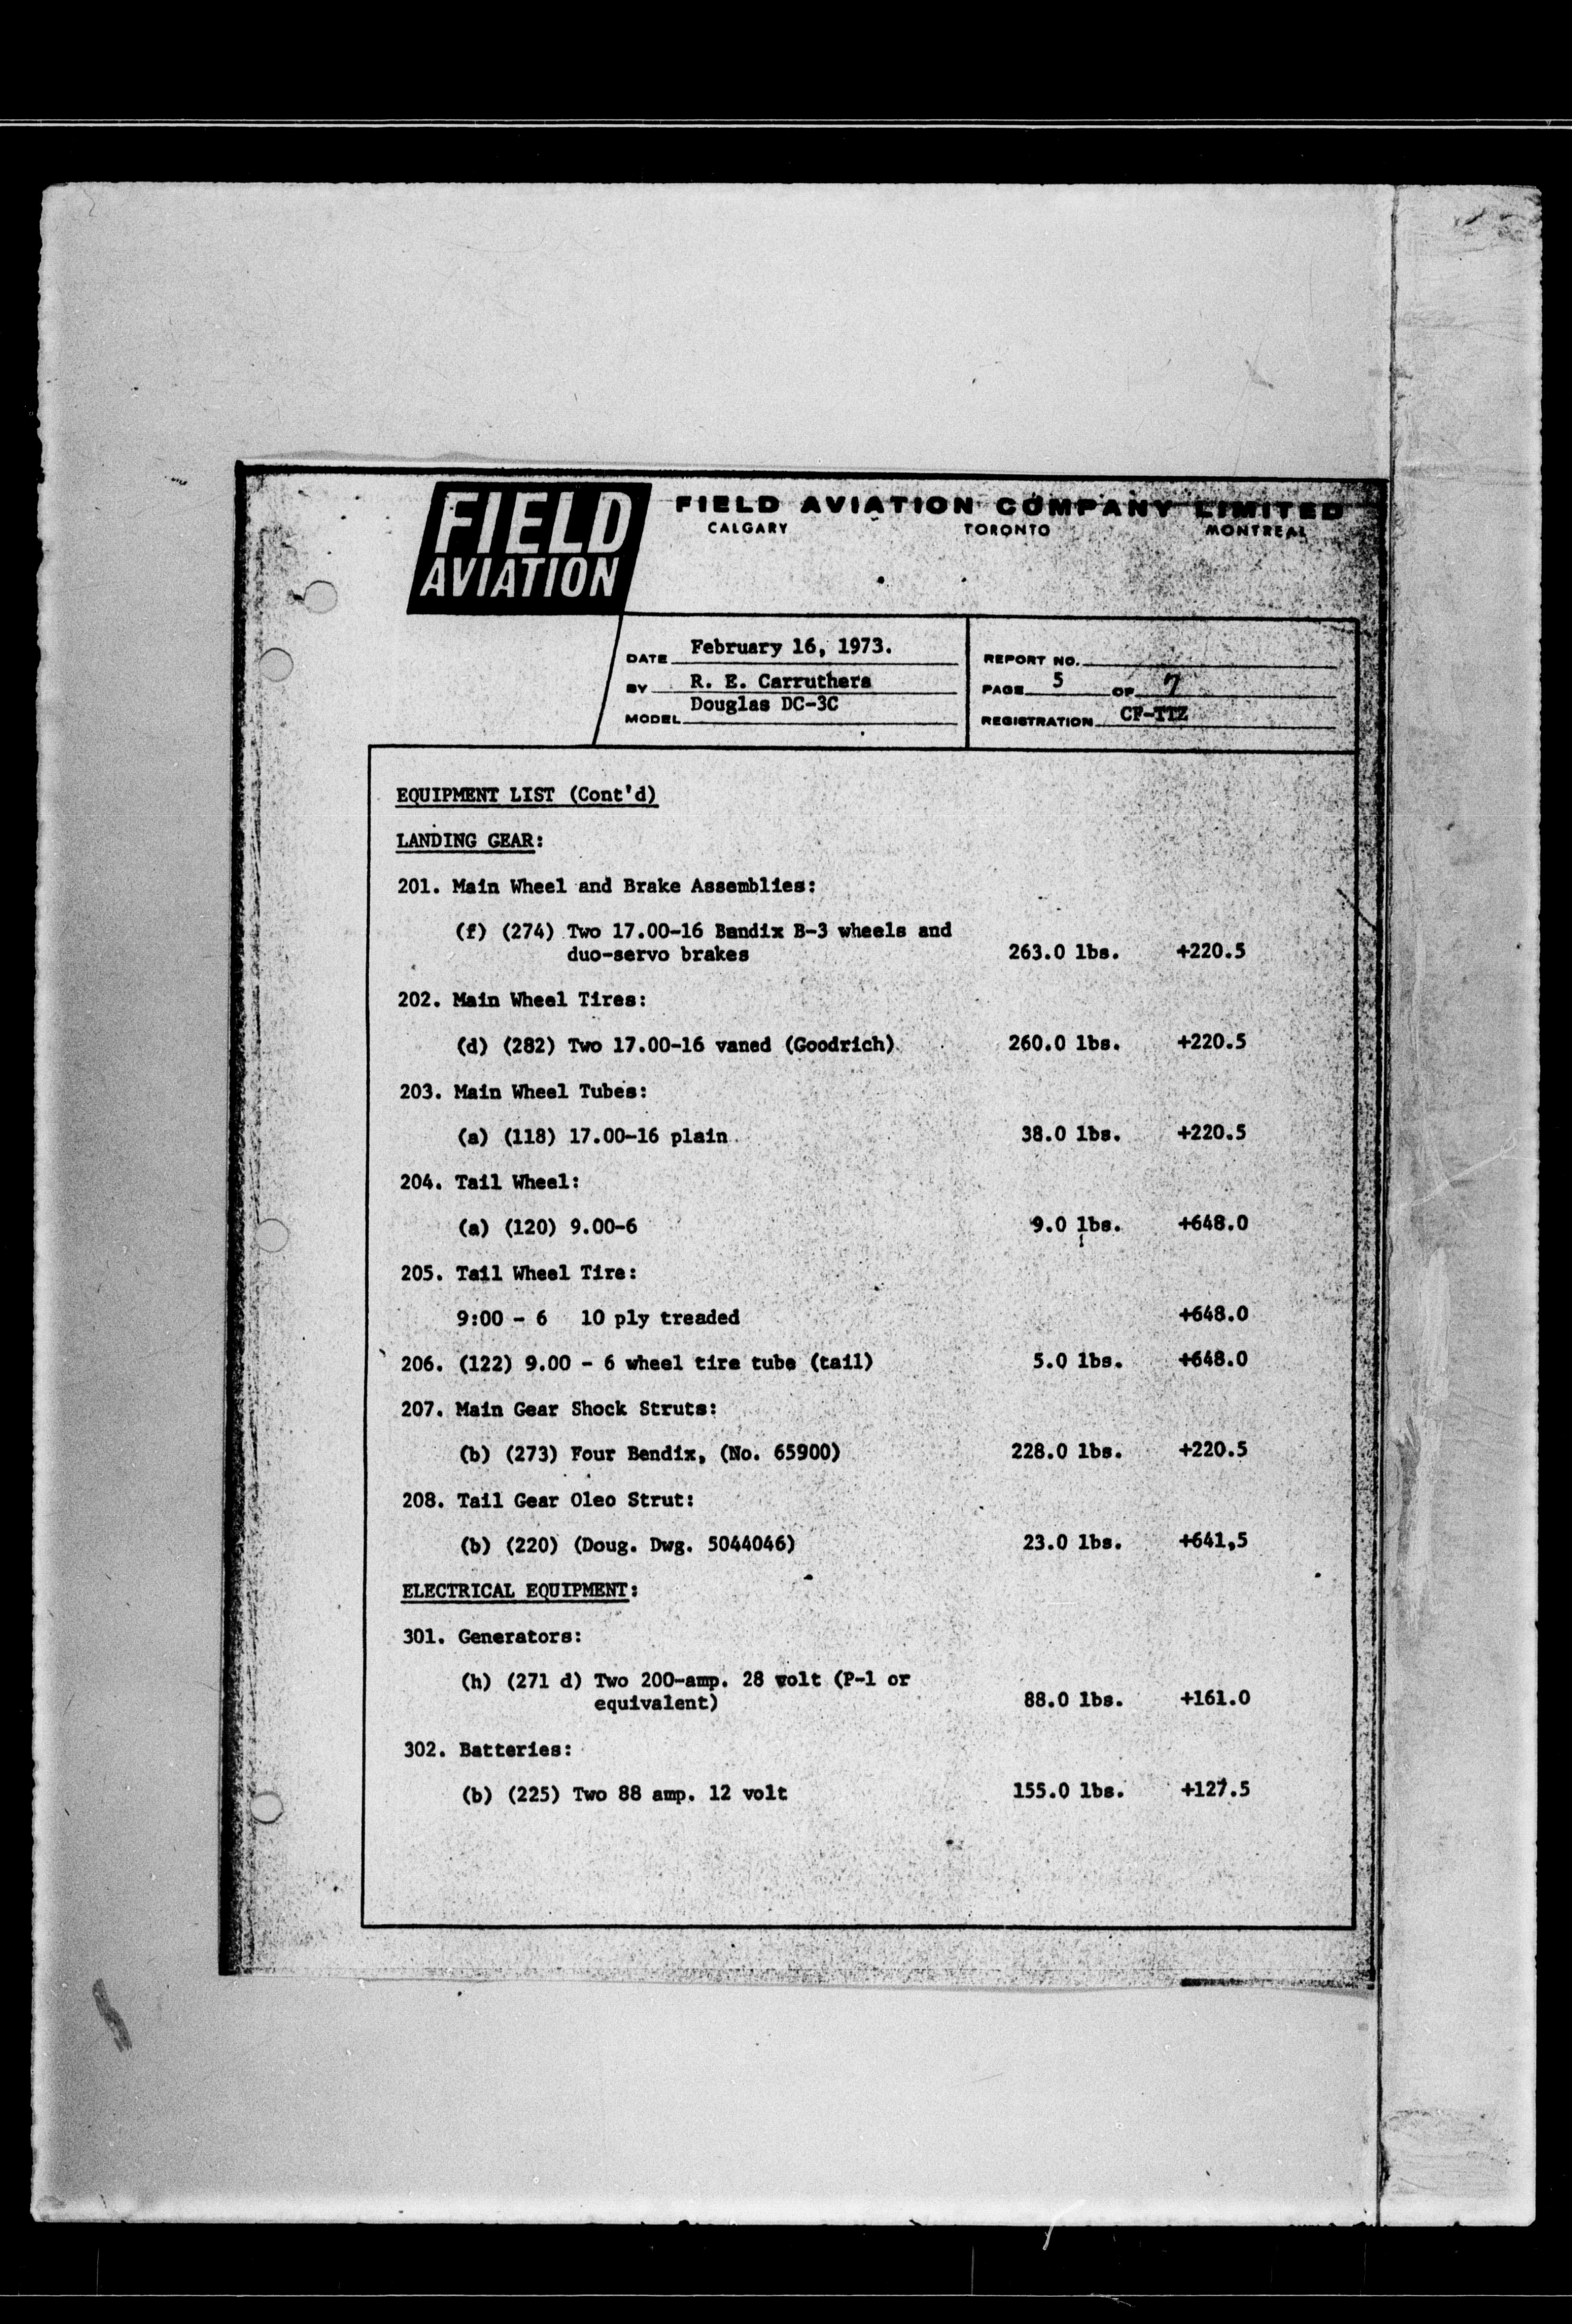 FIELD
AVIATION
FIELD AVIATION COMPANY LIMITED
CALGARY TORONTO MONTREAL
DATE February 16, 1973.
BY R. E. Carruthers
MODEL Douglas DC-3C
REPORT NO.
PAGE 5 OF 7
REGISTRATION CF-TTZ
EQUIPMENT LIST (Cont'd)
LANDING GEAR:
201. Main Wheel and Brake Assemblies:
(f) (274) Two 17.00-16 Bendix B-3 wheels and
duo-servo brakes 263.0 lbs. +220.5
202. Main Wheel Tires:
(d) (282) Two 17.00-16 vaned (Goodrich) 260.0 lbs. +220.5
203. Main Wheel Tubes:
(a) (118) 17.00-16 plain 38.0 lbs. +220.5
204. Tail Wheel:
(a) (120) 9.00-6 9.0 lbs. +648.0
205. Tail Wheel Tire:
9:00 - 6 10 ply treaded +648.0
206. (122) 9.00 - 6 wheel tire tube (tail) 5.0 lbs. +648.0
207. Main Gear Shock Struts:
(b) (273) Four Bendix, (No. 65900) 228.0 lbs. +220.5
208. Tail Gear Oleo Strut:
(b) (220) (Doug. Dwg. 5044046) 23.0 lbs. +641,5
ELECTRICAL EQUIPMENT:
301. Generators:
(h) (271 d) Two 200-amp. 28 volt (P-1 or
equivalent) 88.0 lbs. +161.0
302. Batteries:
(b) (225) Two 88 amp. 12 volt 155.0 lbs. +127.5